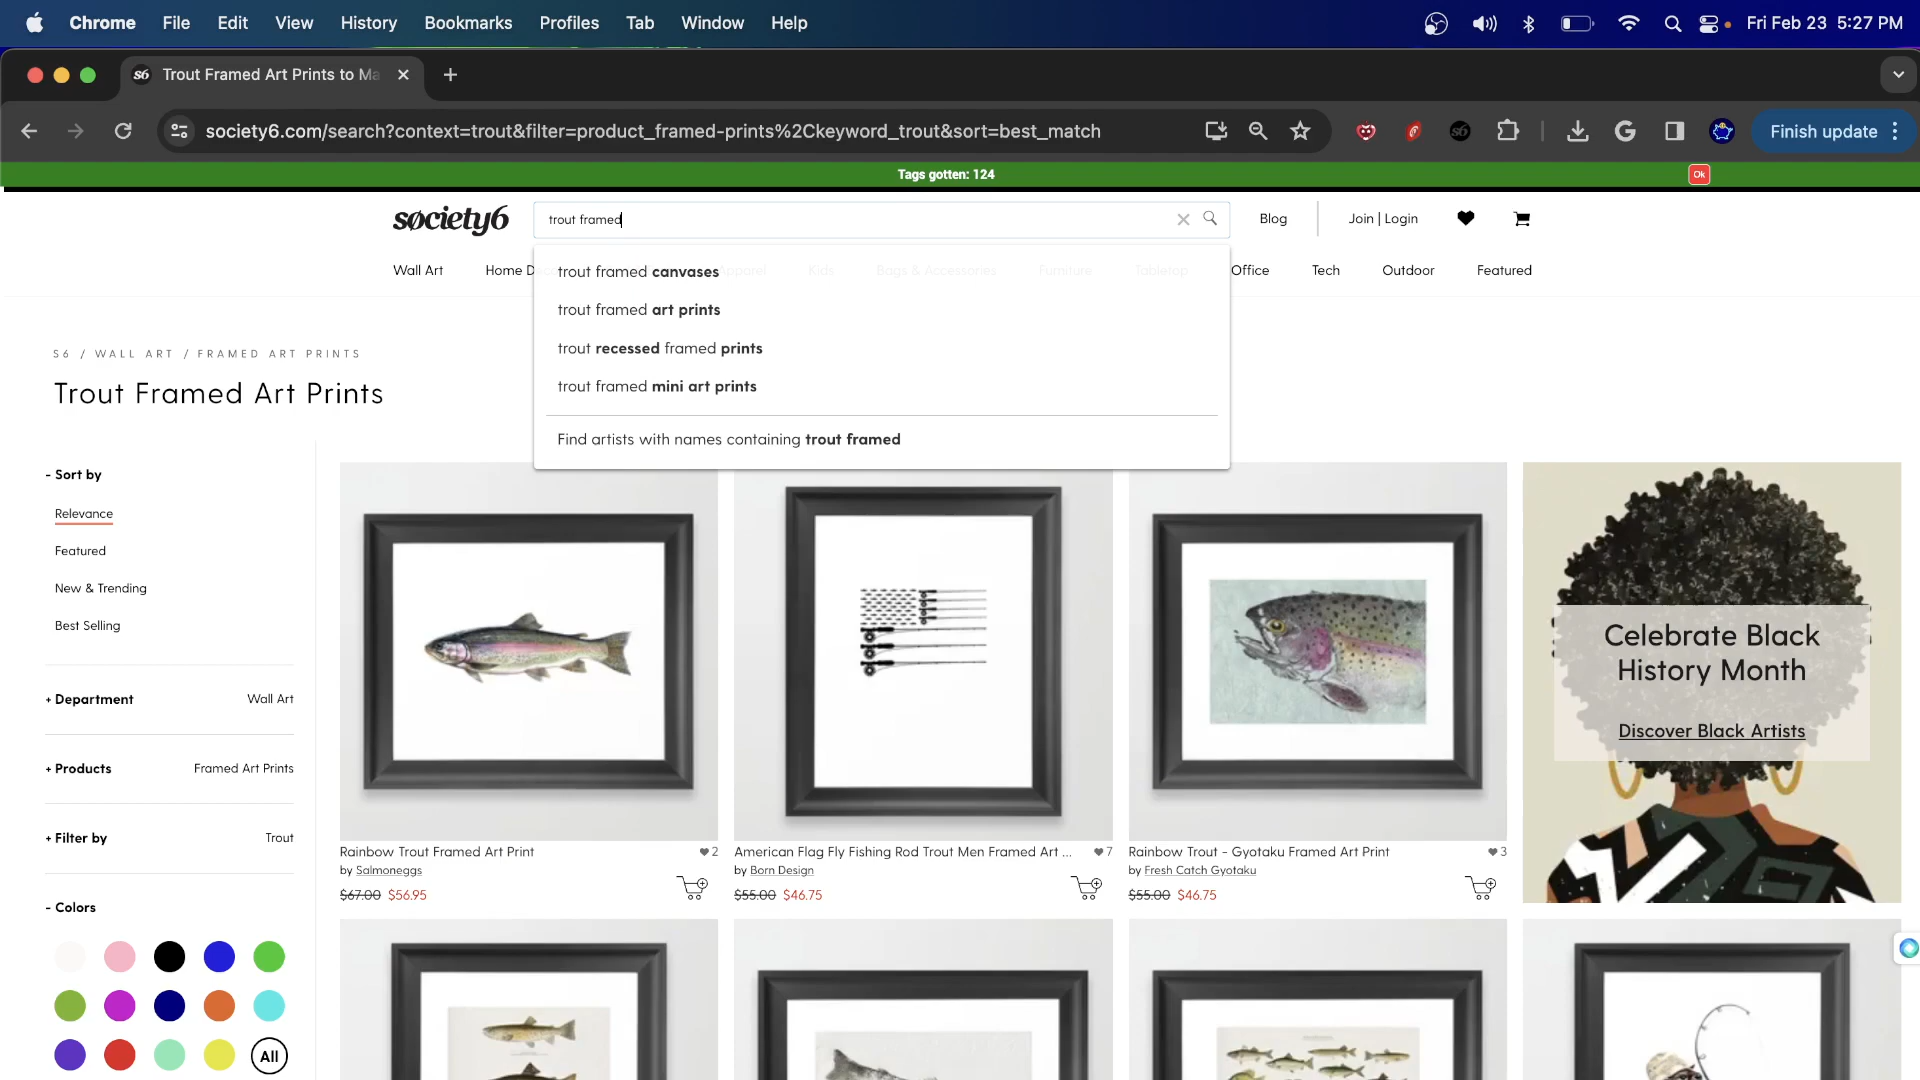 Chrome File Edit View History Bookmarks Profiles Tab Window Help Fri Feb 23 5:27 PM
S6 Trout Framed Art Prints to Ma
society6.com/search?context=trout&filter=product_framed-prints%2Ckeyword_trout&sort=best_match
Finish update
Tags gotten: 124
Ok
society6
trout framed
Blog
Join | Login
Wall Art Home D Apparel Kids Bags & Accessories Furniture Tabletop Office Tech Outdoor Featured
trout framed canvases
trout framed art prints
trout recessed framed prints
trout framed mini art prints
Find artists with names containing trout framed
S6 / WALL ART / FRAMED ART PRINTS
Trout Framed Art Prints
- Sort by
Relevance
Featured
New & Trending
Best Selling
+ Department Wall Art
+ Products Framed Art Prints
+ Filter by Trout
- Colors
All
Rainbow Trout Framed Art Print 2
by Salmoneggs
$67.00 $56.95
American Flag Fly Fishing Rod Trout Men Framed Art ... 7
by Born Design
$55.00 $46.75
Rainbow Trout - Gyotaku Framed Art Print 3
by Fresh Catch Gyotaku
$55.00 $46.75
Celebrate Black
History Month
Discover Black Artists